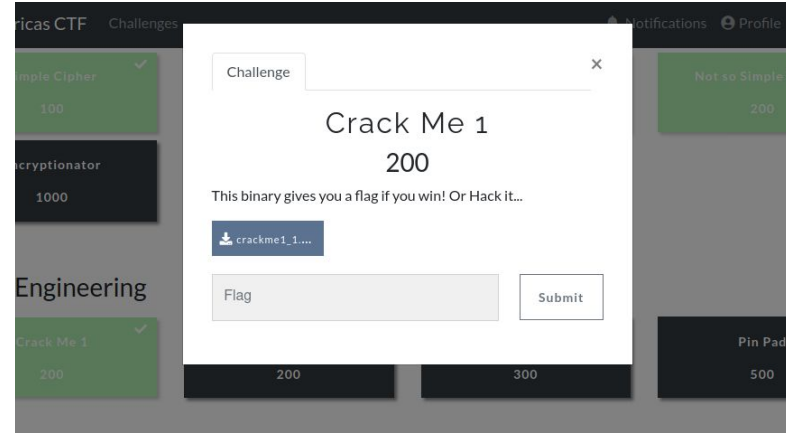 ricas CTF Challenges Notifications Profile
Challenge ×
Crack Me 1
200
This binary gives you a flag if you win! Or Hack it...
crackme1_1....
Flag
Submit
imple Cipher
100
Not so Simple
200
cryptionator
1000
Engineering
Crack Me 1
200
200
300
Pin Pad
500